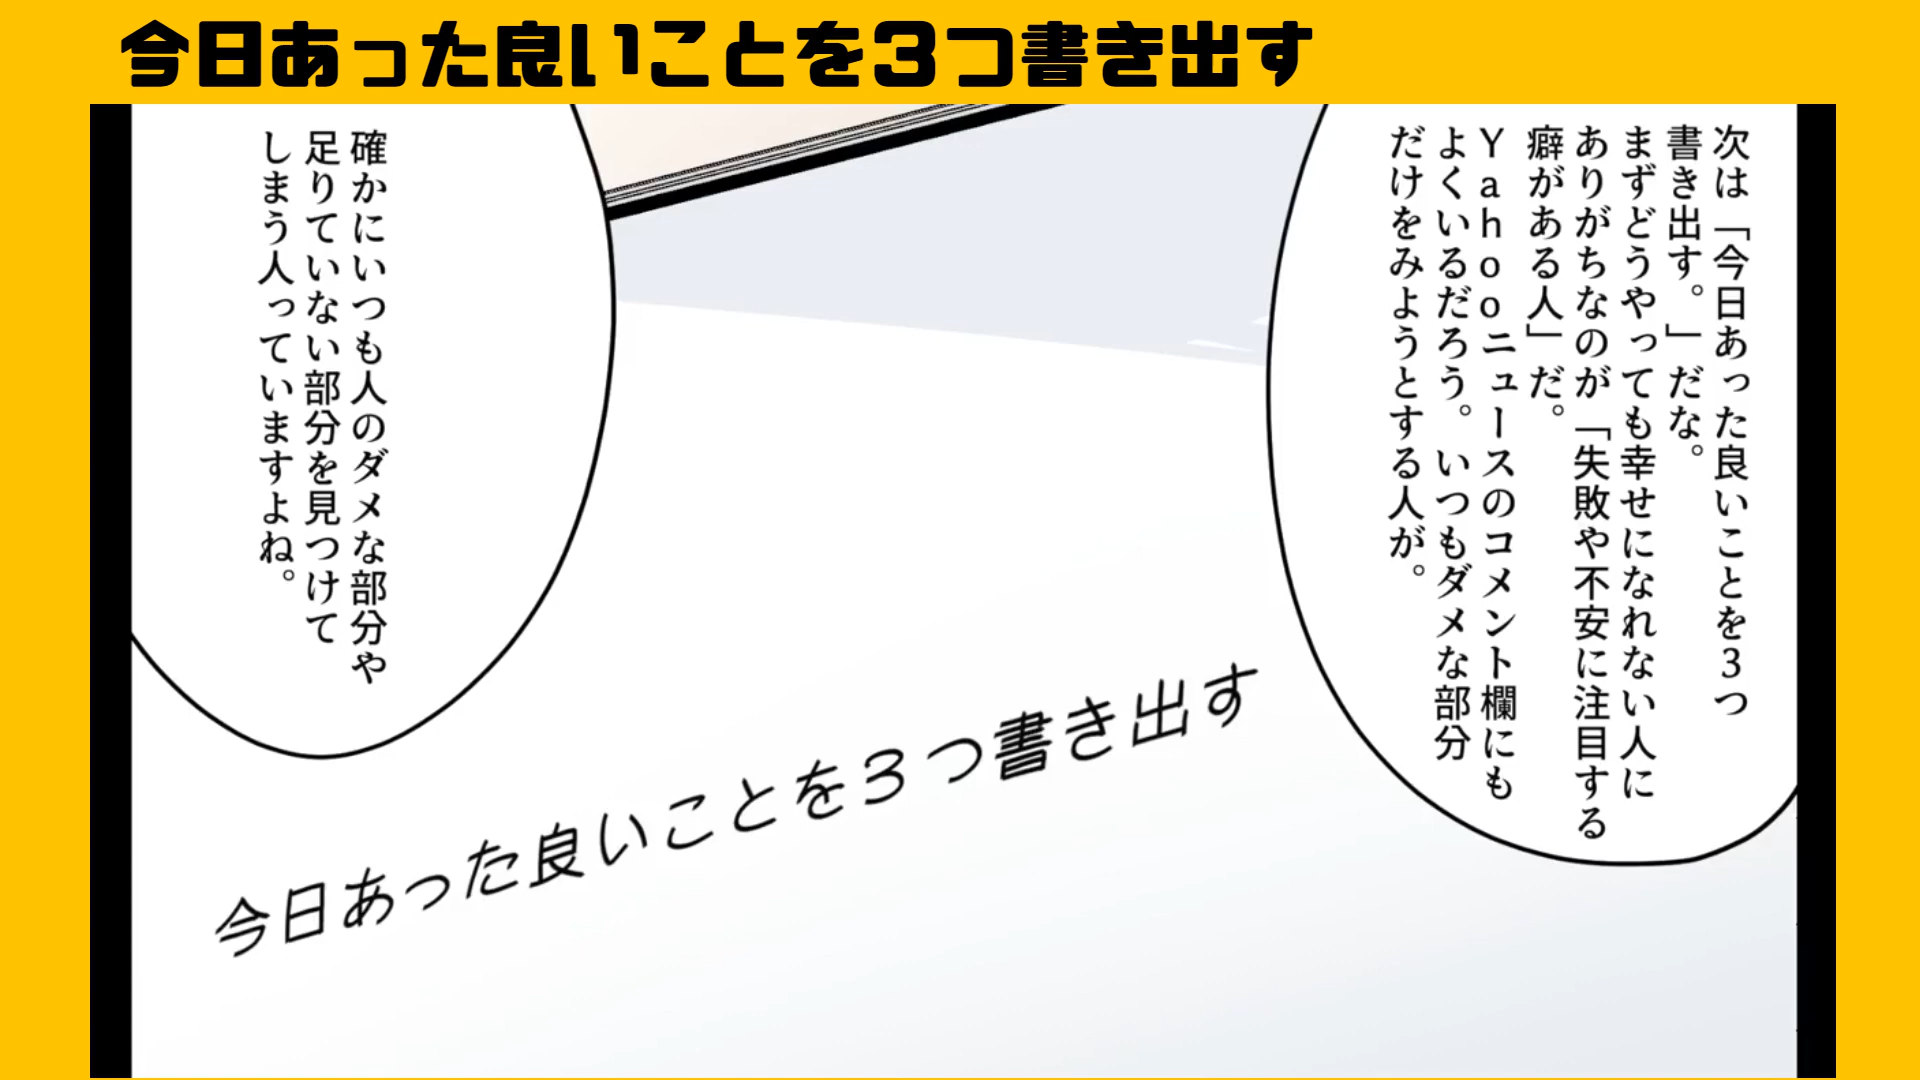 今日あった良いことを３つ書き出す
次は「今日あった良いことを３つ
書き出す。」だな。
まずどうやっても幸せになれない人に
ありがちなのが「失敗や不安に注目する
癖がある人」だ。
Ｙａｈｏｏニュースのコメント欄にも
よくいるだろう。いつもダメな部分
だけをみようとする人が。
確かにいつも人のダメな部分や
足りていない部分を見つけて
しまう人っていますよね。
今日あった良いことを３つ書き出す